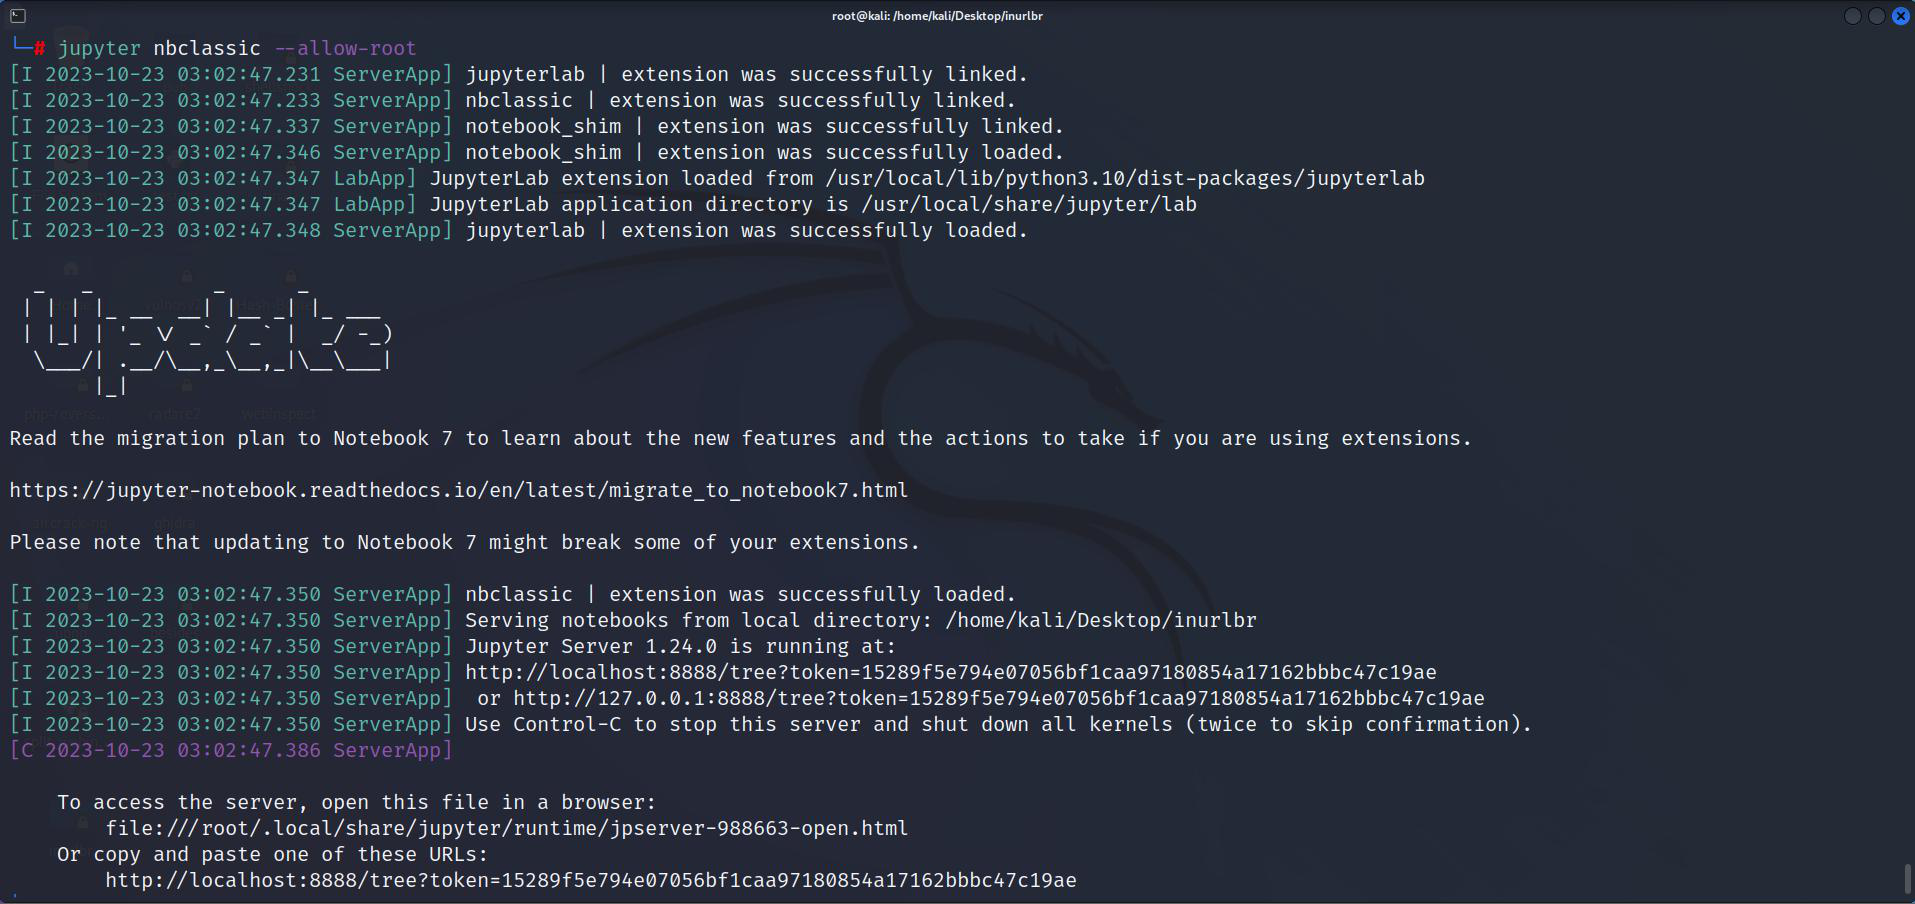 root@kali: /home/kali/Desktop/inurlbr
└─# jupyter nbclassic --allow-root
[I 2023-10-23 03:02:47.231 ServerApp] jupyterlab | extension was successfully linked.
[I 2023-10-23 03:02:47.233 ServerApp] nbclassic | extension was successfully linked.
[I 2023-10-23 03:02:47.337 ServerApp] notebook_shim | extension was successfully linked.
[I 2023-10-23 03:02:47.346 ServerApp] notebook_shim | extension was successfully loaded.
[I 2023-10-23 03:02:47.347 LabApp] JupyterLab extension loaded from /usr/local/lib/python3.10/dist-packages/jupyterlab
[I 2023-10-23 03:02:47.347 LabApp] JupyterLab application directory is /usr/local/share/jupyter/lab
[I 2023-10-23 03:02:47.348 ServerApp] jupyterlab | extension was successfully loaded.
Update
php-revers... radare2 webinspect
Read the migration plan to Notebook 7 to learn about the new features and the actions to take if you are using extensions.
https://jupyter-notebook.readthedocs.io/en/latest/migrate_to_notebook7.html
aircrack-ng ghidra
Please note that updating to Notebook 7 might break some of your extensions.
[I 2023-10-23 03:02:47.350 ServerApp] nbclassic | extension was successfully loaded.
[I 2023-10-23 03:02:47.350 ServerApp] Serving notebooks from local directory: /home/kali/Desktop/inurlbr
[I 2023-10-23 03:02:47.350 ServerApp] Jupyter Server 1.24.0 is running at:
[I 2023-10-23 03:02:47.350 ServerApp] http://localhost:8888/tree?token=15289f5e794e07056bf1caa97180854a17162bbbc47c19ae
[I 2023-10-23 03:02:47.350 ServerApp]  or http://127.0.0.1:8888/tree?token=15289f5e794e07056bf1caa97180854a17162bbbc47c19ae
[I 2023-10-23 03:02:47.350 ServerApp] Use Control-C to stop this server and shut down all kernels (twice to skip confirmation).
[C 2023-10-23 03:02:47.386 ServerApp]
To access the server, open this file in a browser:
file:///root/.local/share/jupyter/runtime/jpserver-988663-open.html
Or copy and paste one of these URLs:
http://localhost:8888/tree?token=15289f5e794e07056bf1caa97180854a17162bbbc47c19ae